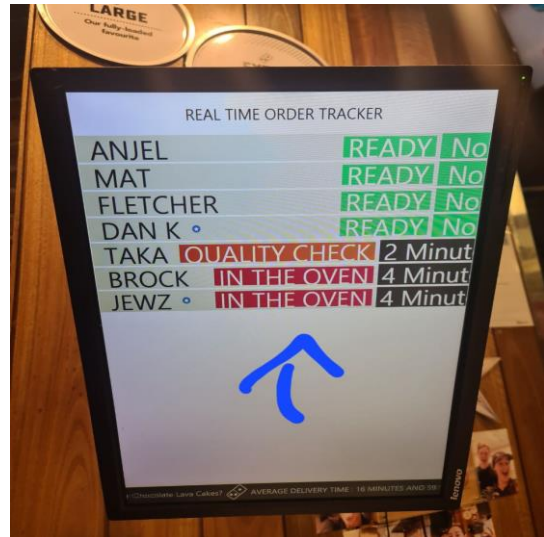 LARGE
Our fully-loaded
favourite
REAL TIME ORDER TRACKER
ANJEL READY No
MAT READY No
FLETCHER READY No
DAN K READY No
TAKA QUALITY CHECK 2 Minut
BROCK IN THE OVEN 4 Minut
JEWZ IN THE OVEN 4 Minut
Chocolate Lava Cakes? AVERAGE DELIVERY TIME: 16 MINUTES AND
lenovo